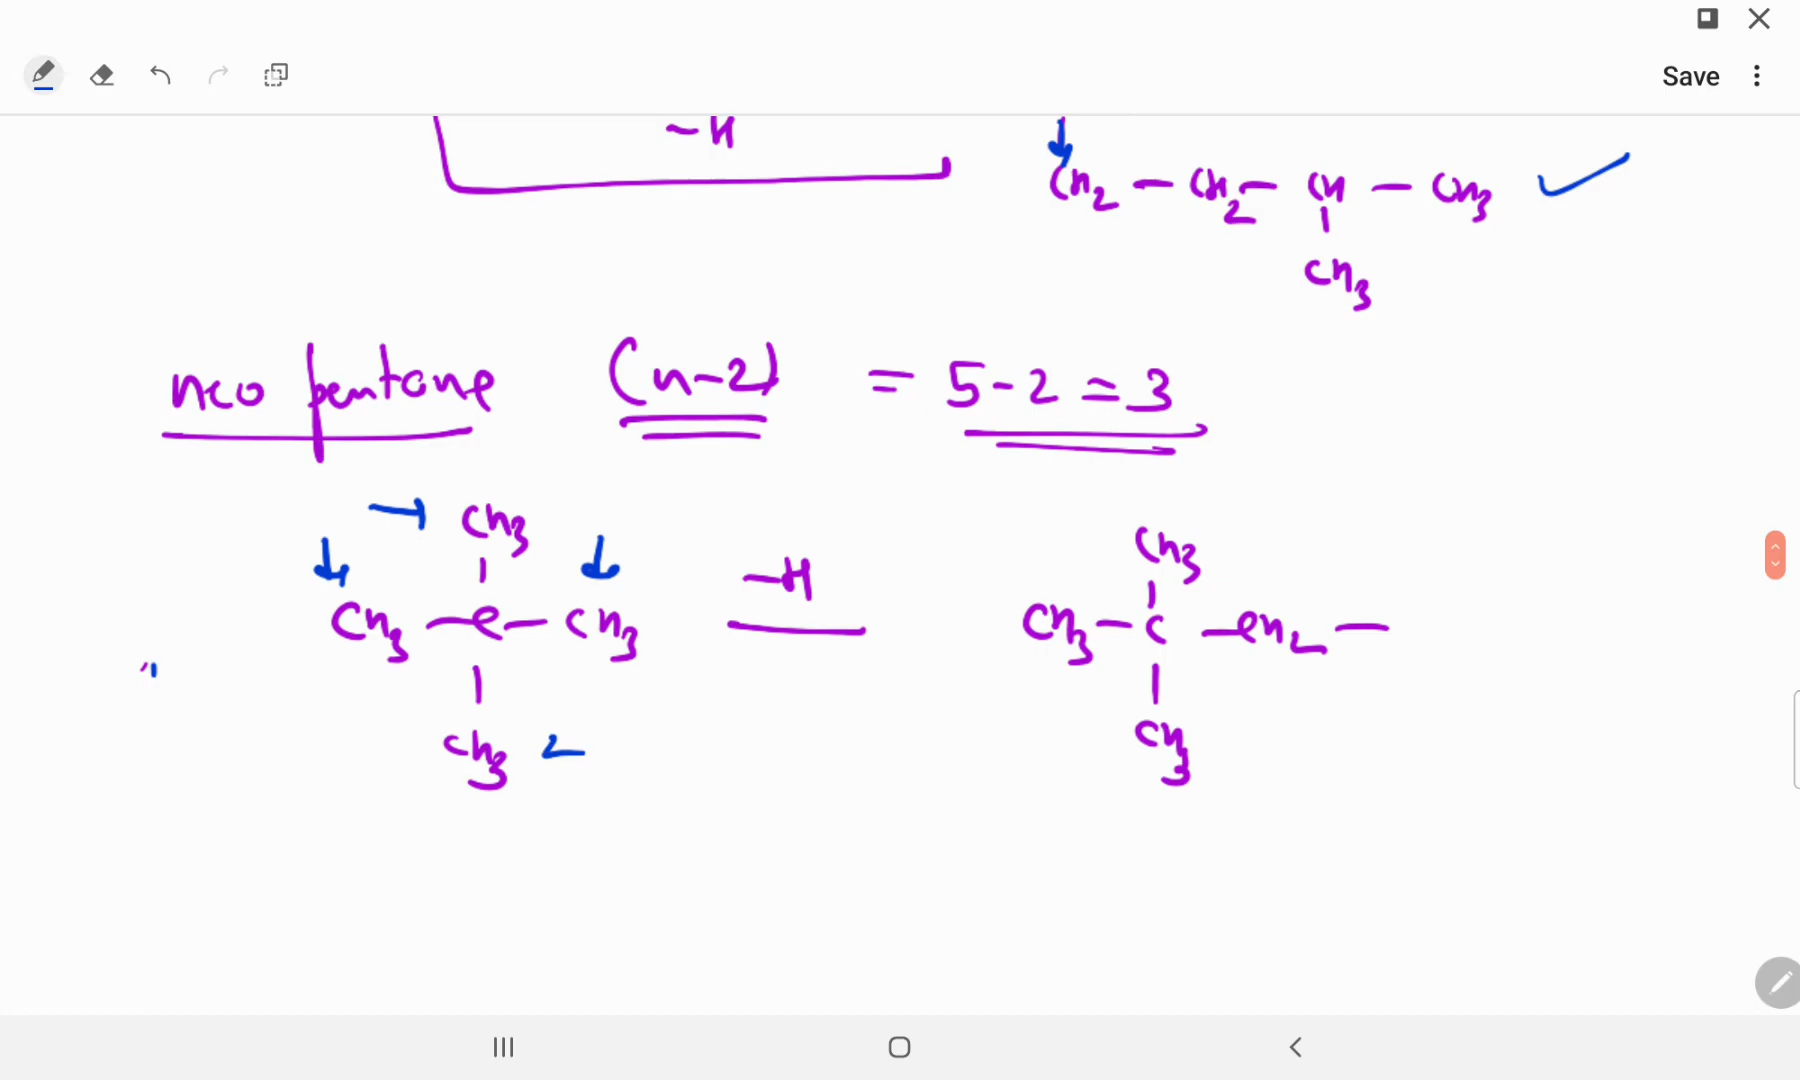 Save
-H
CH2 - CH2 - CH - CH3
CH3
neo pentane (n-2) = 5-2 = 3
CH3
CH3
-H
CH3 - C - CH3
CH3 - C - CH2 -
CH3
CH3